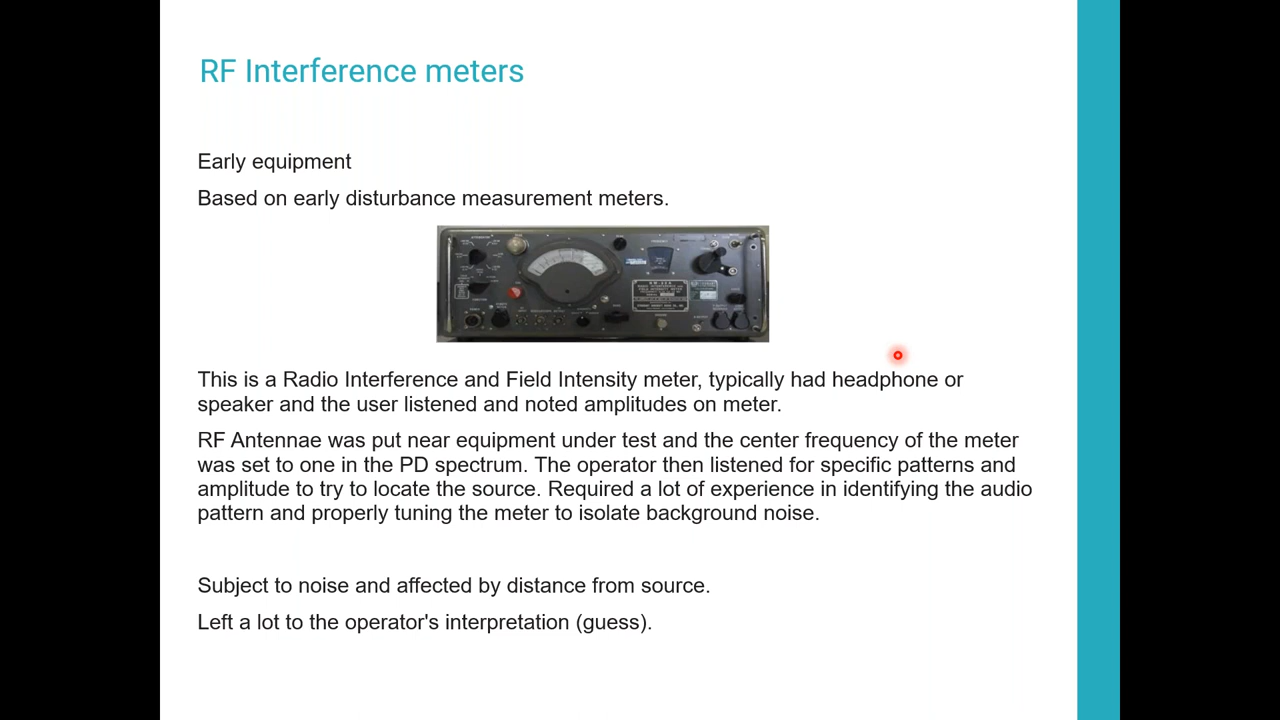 RF Interference meters
Early equipment
Based on early disturbance measurement meters.
This is a Radio Interference and Field Intensity meter, typically had headphone or
speaker and the user listened and noted amplitudes on meter.
RF Antennae was put near equipment under test and the center frequency of the meter
was set to one in the PD spectrum. The operator then listened for specific patterns and
amplitude to try to locate the source. Required a lot of experience in identifying the audio
pattern and properly tuning the meter to isolate background noise.
Subject to noise and affected by distance from source.
Left a lot to the operator's interpretation (guess).